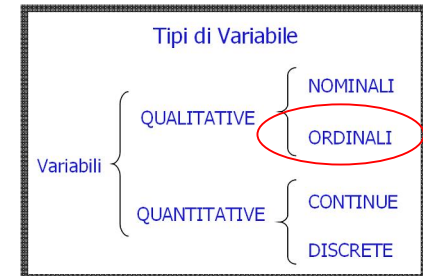 Tipi di Variabile
NOMINALI
QUALITATIVE
ORDINALI
Variabili
CONTINUE
QUANTITATIVE
DISCRETE